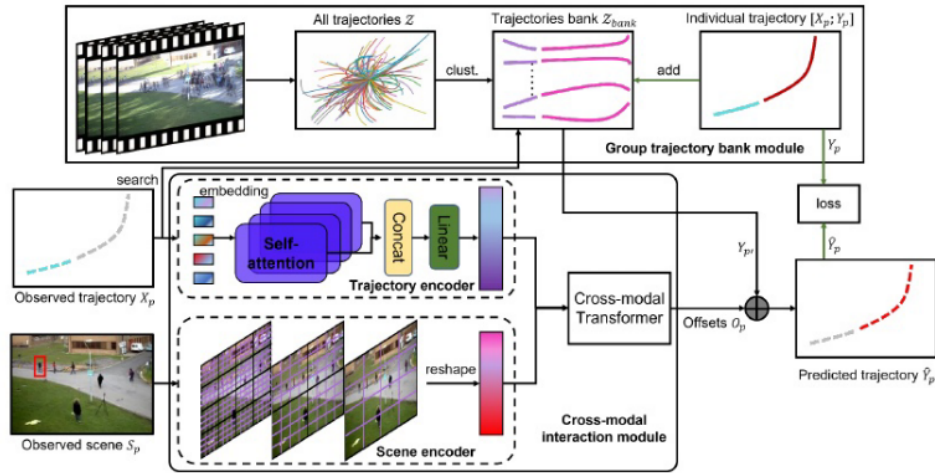 All trajectories Z
Trajectories bank Z_bank
Individual trajectory [X_p; Y_p]
clust.
add
Group trajectory bank module
Y_p
search
embedding
Self-
attention
Concat
Linear
Trajectory encoder
Observed trajectory X_p
loss
Ŷ_p
Y_p'
Cross-modal
Transformer
Offsets O_p
Predicted trajectory Ŷ_p
reshape
Scene encoder
Observed scene S_p
Cross-modal
interaction module